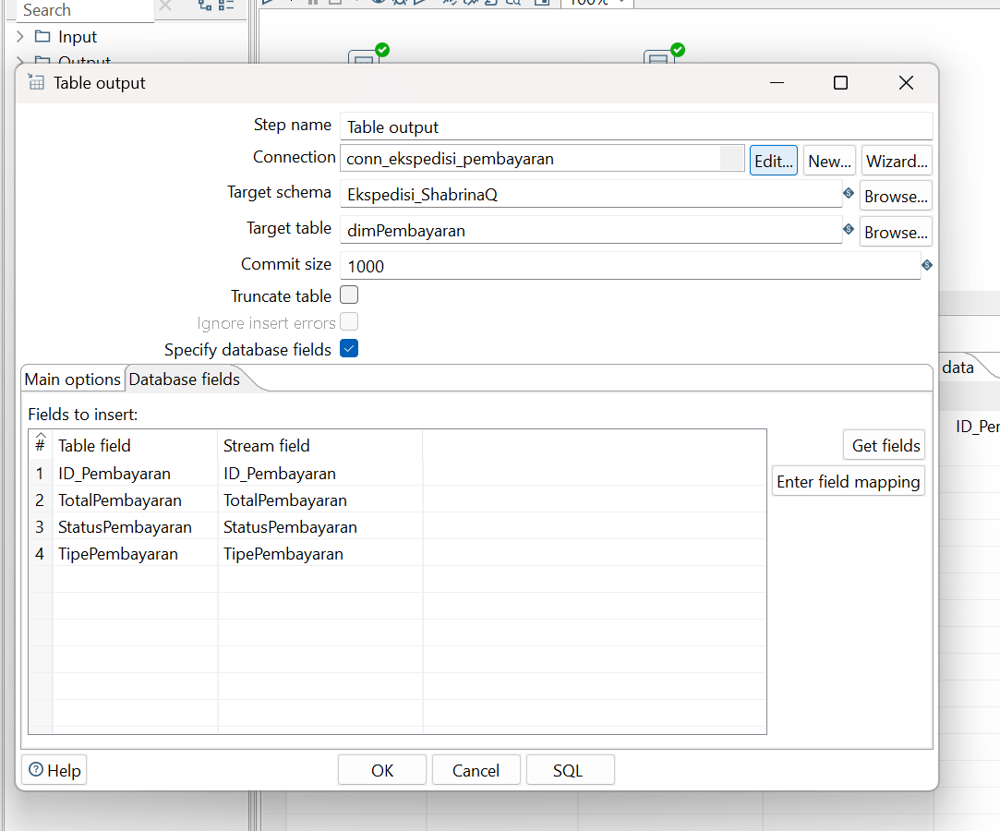 Search
100%
Input
Output
Table output
Step name Table output
Connection conn_ekspedisi_pembayaran Edit... New... Wizard...
Target schema Ekspedisi_ShabrinaQ Browse...
Target table dimPembayaran Browse...
Commit size 1000
Truncate table
Ignore insert errors
Specify database fields
data
Main options Database fields
Fields to insert:
ID_Per
# Table field Stream field Get fields
1 ID_Pembayaran ID_Pembayaran
Enter field mapping
2 TotalPembayaran TotalPembayaran
3 StatusPembayaran StatusPembayaran
4 TipePembayaran TipePembayaran
Help OK Cancel SQL